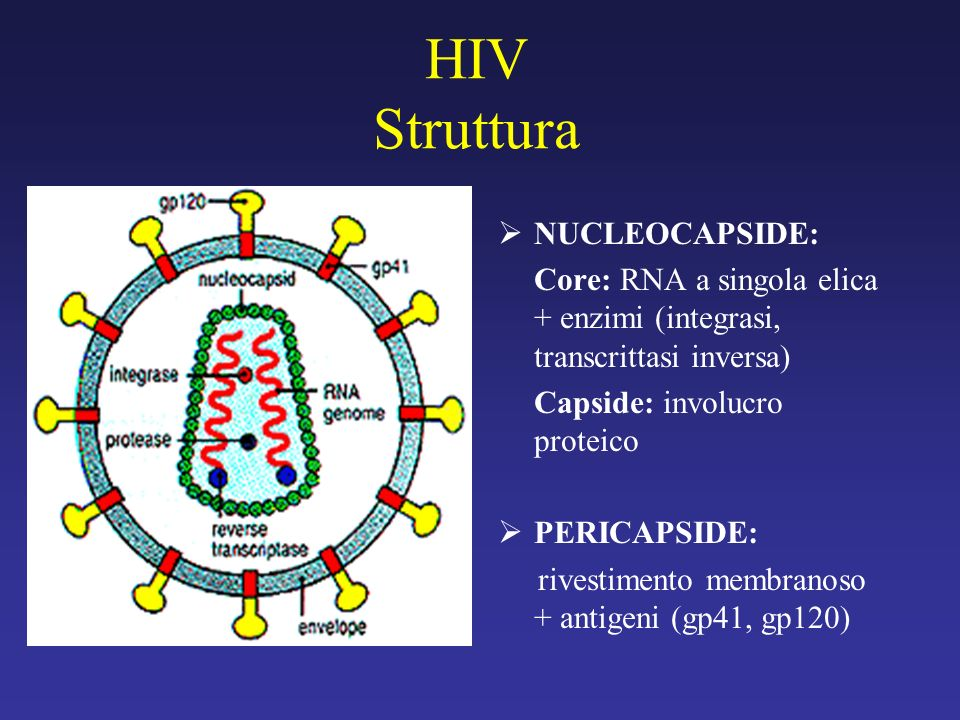 HIV
Struttura
gp120
gp41
nucleocapsid
integrase
RNA
genome
protease
reverse
transcriptase
envelope
➢ NUCLEOCAPSIDE:
Core: RNA a singola elica
+ enzimi (integrasi,
transcrittasi inversa)
Capside: involucro
proteico
➢ PERICAPSIDE:
rivestimento membranoso
+ antigeni (gp41, gp120)